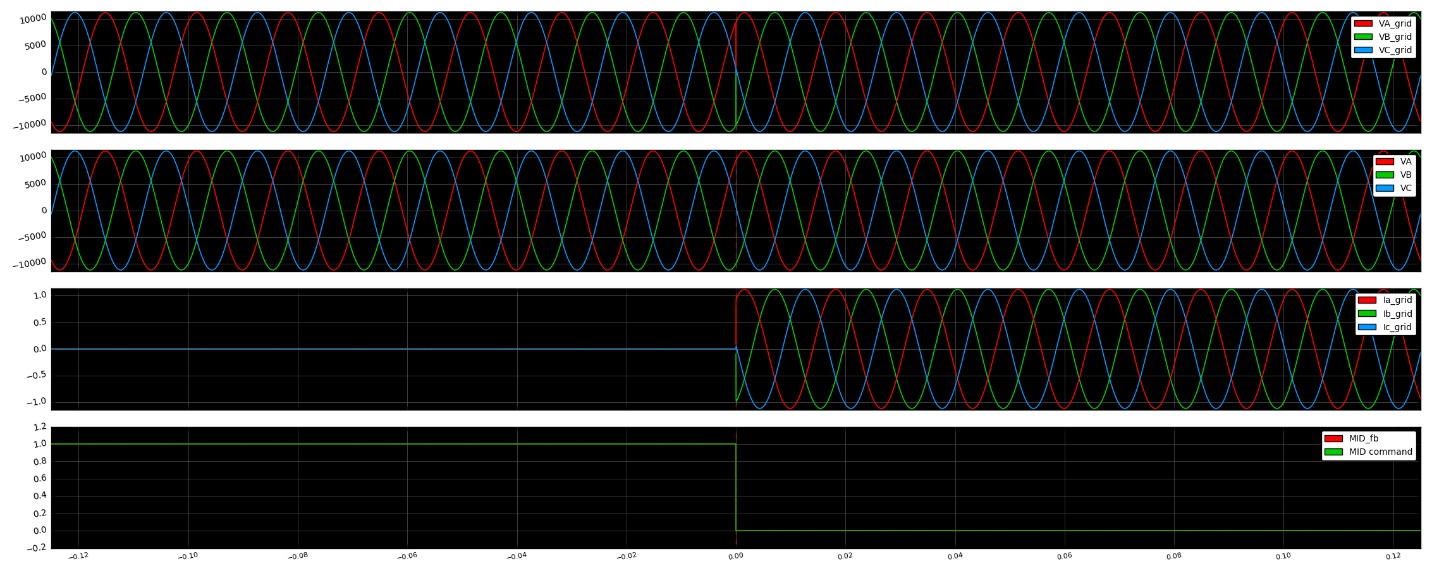 10000
5000
0
−5000
−10000
VA_grid
VB_grid
VC_grid
10000
5000
0
−5000
−10000
VA
VB
VC
1.0
0.5
0.0
−0.5
−1.0
Ia_grid
Ib_grid
Ic_grid
1.2
1.0
0.8
0.6
0.4
0.2
0.0
−0.2
MID_fb
MID command
−0.12 −0.10 −0.08 −0.06 −0.04 −0.02 0.00 0.02 0.04 0.06 0.08 0.10 0.12